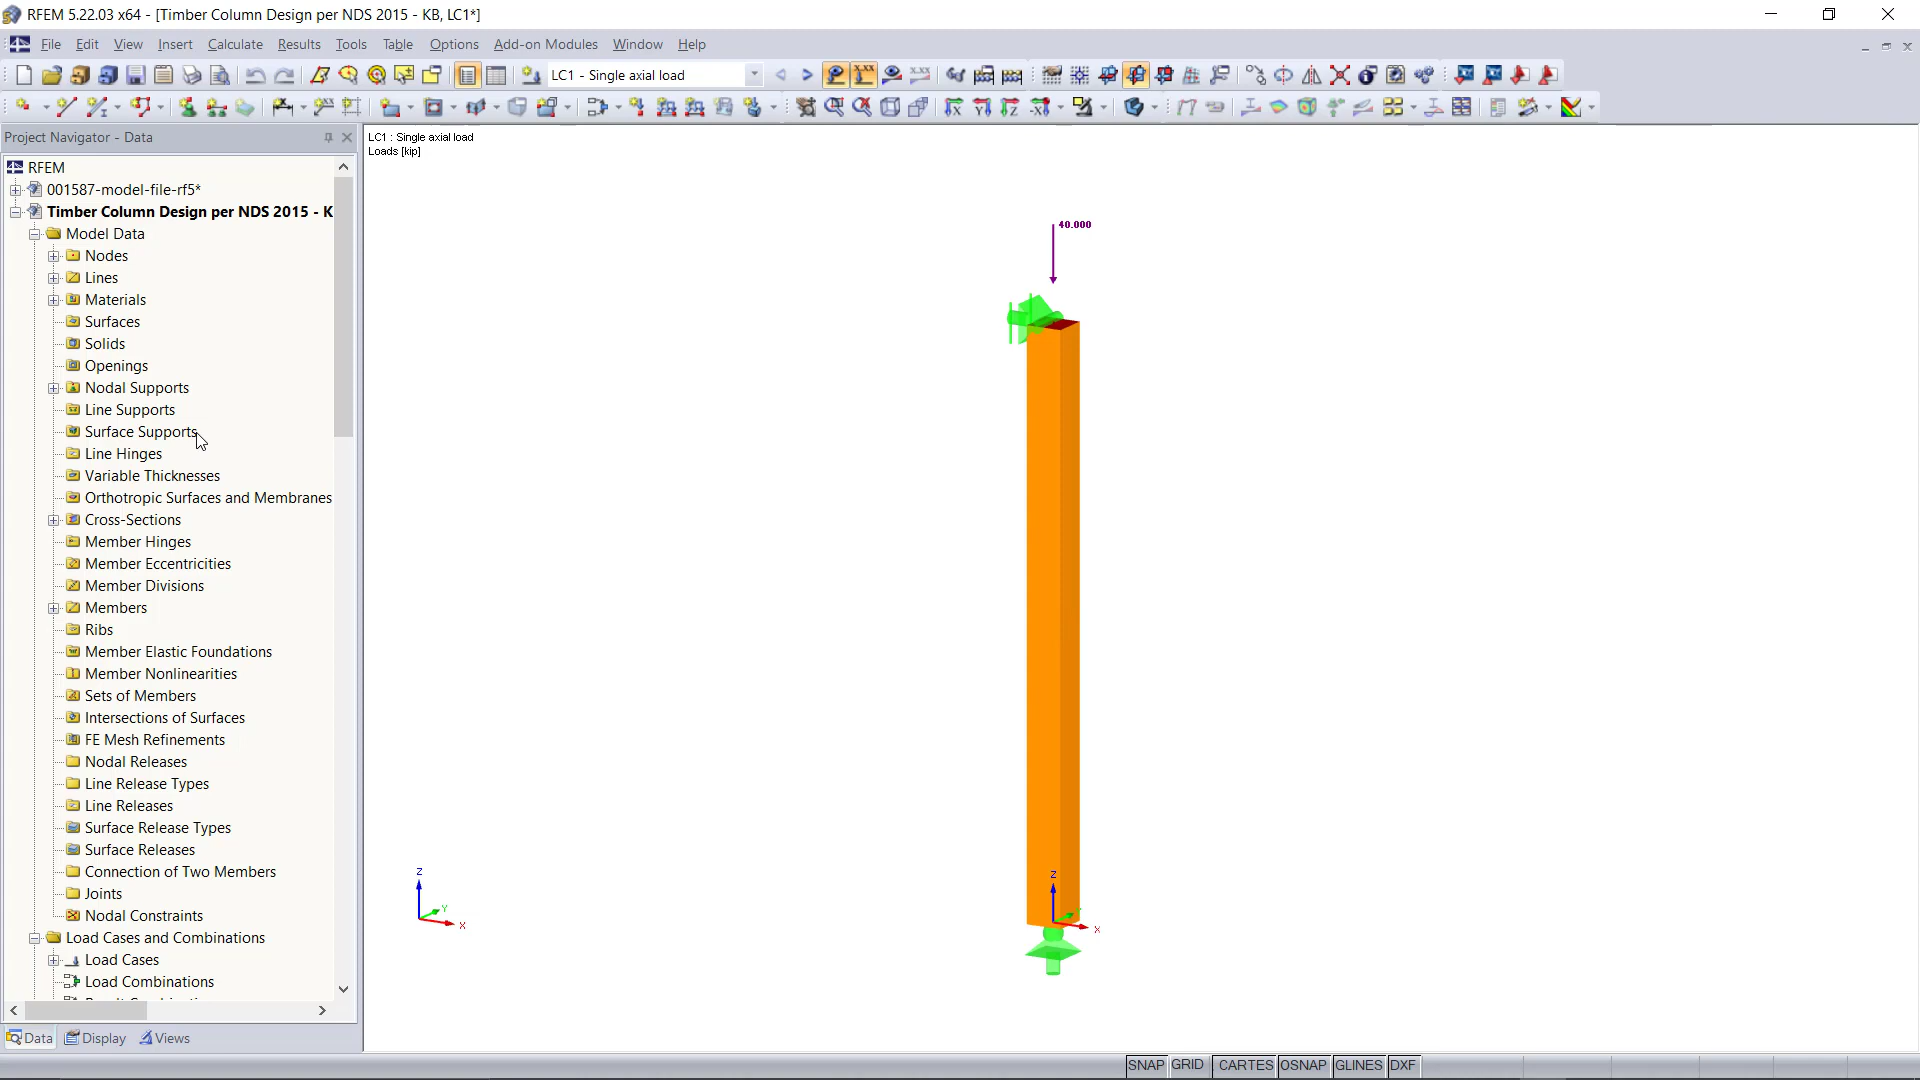 RFEM 5.22.03 x64 - [Timber Column Design per NDS 2015 - KB, LC1*]
File Edit View Insert Calculate Results Tools Table Options Add-on Modules Window Help
LC1 - Single axial load
Project Navigator - Data
RFEM
001587-model-file-rf5*
Timber Column Design per NDS 2015 - K
Model Data
Nodes
Lines
Materials
Surfaces
Solids
Openings
Nodal Supports
Line Supports
Surface Supports
Line Hinges
Variable Thicknesses
Orthotropic Surfaces and Membranes
Cross-Sections
Member Hinges
Member Eccentricities
Member Divisions
Members
Ribs
Member Elastic Foundations
Member Nonlinearities
Sets of Members
Intersections of Surfaces
FE Mesh Refinements
Nodal Releases
Line Release Types
Line Releases
Surface Release Types
Surface Releases
Connection of Two Members
Joints
Nodal Constraints
Load Cases and Combinations
Load Cases
Load Combinations
Data Display Views
LC1 : Single axial load
Loads [kip]
40.000
Z
Y
X
Z
X
SNAP GRID CARTES OSNAP GLINES DXF